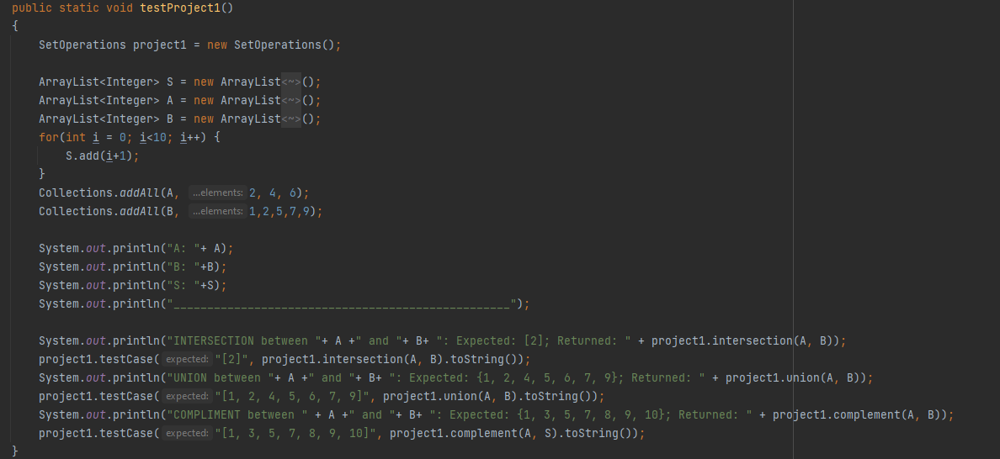 public static void testProject1()
{
    SetOperations project1 = new SetOperations();

    ArrayList<Integer> S = new ArrayList<~>();
    ArrayList<Integer> A = new ArrayList<~>();
    ArrayList<Integer> B = new ArrayList<~>();
    for(int i = 0; i<10; i++) {
        S.add(i+1);
    }
    Collections.addAll(A, ...elements: 2, 4, 6);
    Collections.addAll(B, ...elements: 1,2,5,7,9);

    System.out.println("A: "+ A);
    System.out.println("B: "+B);
    System.out.println("S: "+S);
    System.out.println("__________________________________________________");

    System.out.println("INTERSECTION between "+ A +" and "+ B+ ": Expected: [2]; Returned: " + project1.intersection(A, B));
    project1.testCase( expected: "[2]", project1.intersection(A, B).toString());
    System.out.println("UNION between "+ A +" and "+ B+ ": Expected: {1, 2, 4, 5, 6, 7, 9}; Returned: " + project1.union(A, B));
    project1.testCase( expected: "[1, 2, 4, 5, 6, 7, 9]", project1.union(A, B).toString());
    System.out.println("COMPLIMENT between " + A +" and "+ B+ ": Expected: {1, 3, 5, 7, 8, 9, 10}; Returned: " + project1.complement(A, B));
    project1.testCase( expected: "[1, 3, 5, 7, 8, 9, 10]", project1.complement(A, S).toString());
}